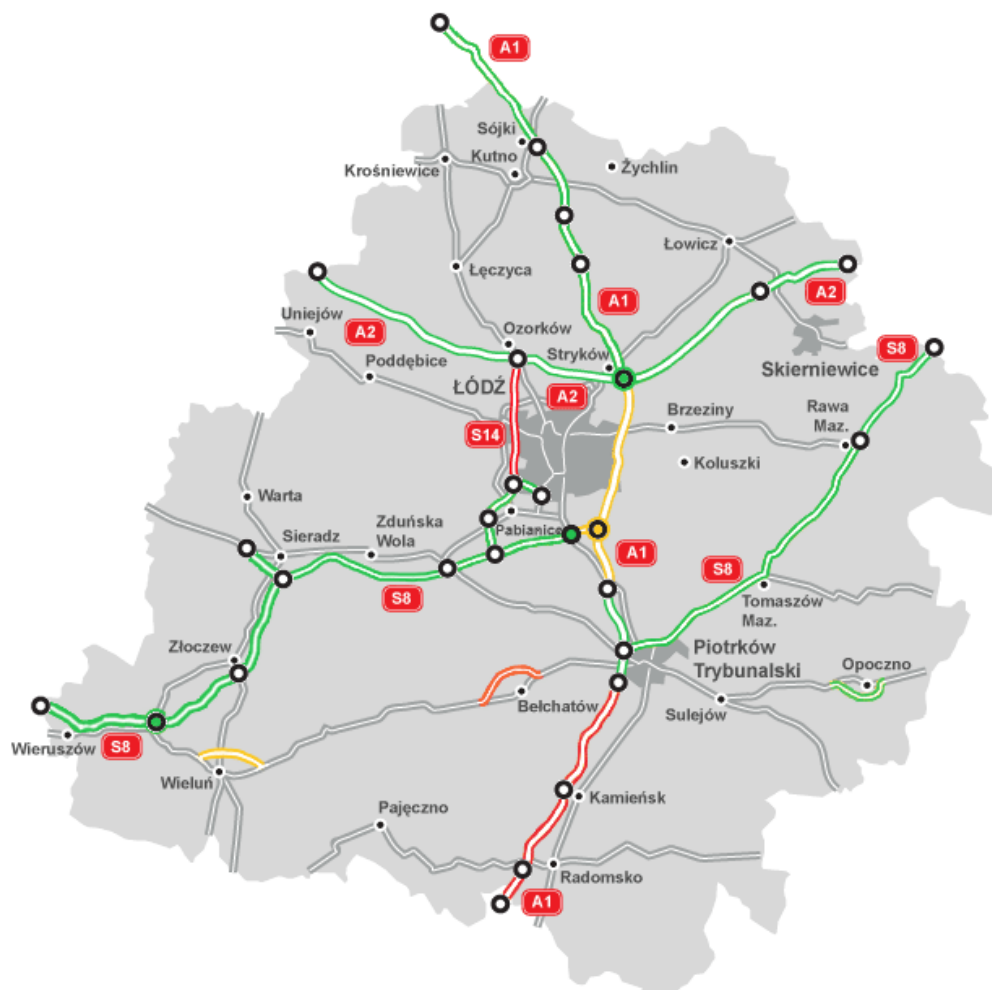 A1
Sójki
Kutno
Krośniewice
Żychlin
Łowicz
Łęczyca
A2
A1
Uniejów
A2
Ozorków
Stryków
Poddębice
S8
Skierniewice
ŁÓDŹ
A2
Brzeziny
Rawa
Maz.
S14
Koluszki
Warta
Pabianice
Zduńska
Wola
Sieradz
A1
S8
S8
Tomaszów
Maz.
Złoczew
Piotrków
Trybunalski
Opoczno
Bełchatów
Sulejów
Wieruszów
S8
Wieluń
Kamieńsk
Pajęczno
Radomsko
A1